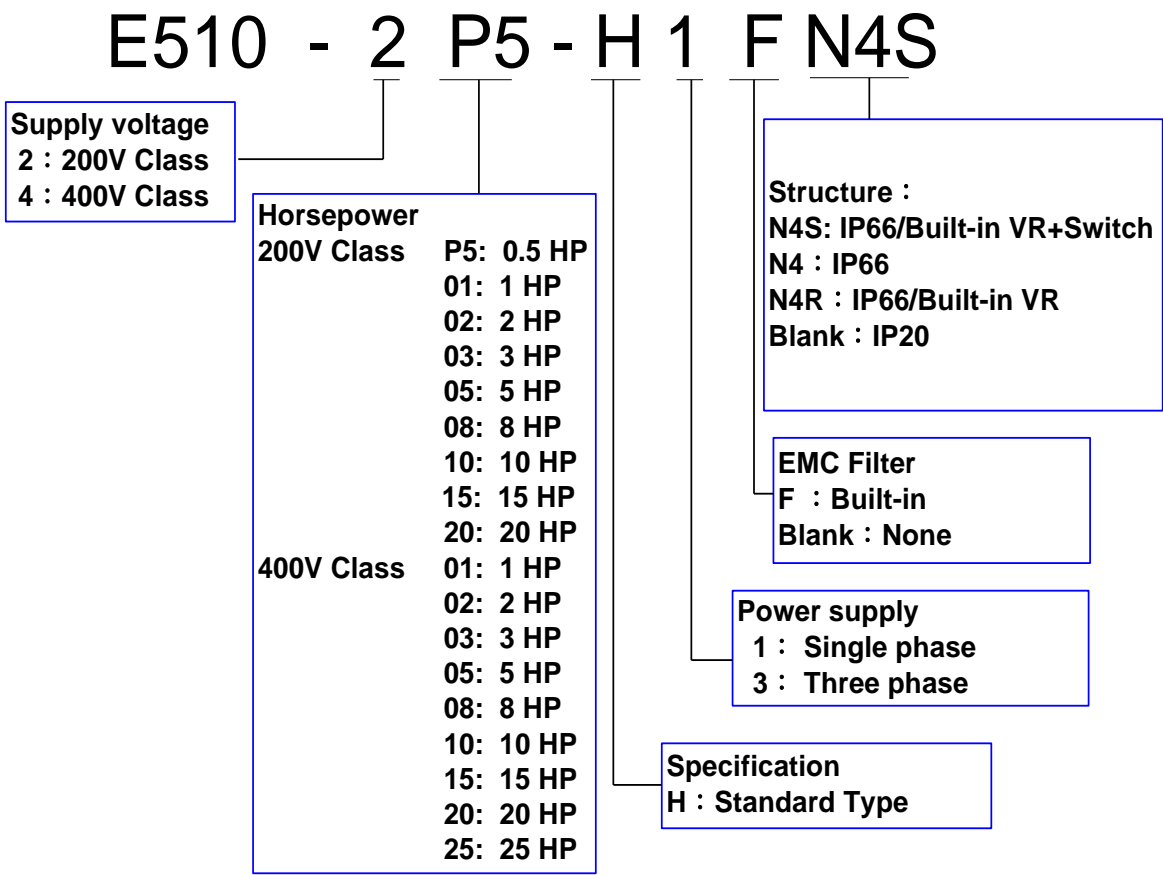 E510 - 2 P5 - H 1 F N4S
Supply voltage
2：200V Class
4：400V Class
Horsepower
200V Class P5: 0.5 HP
01: 1 HP
02: 2 HP
03: 3 HP
05: 5 HP
08: 8 HP
10: 10 HP
15: 15 HP
20: 20 HP
400V Class 01: 1 HP
02: 2 HP
03: 3 HP
05: 5 HP
08: 8 HP
10: 10 HP
15: 15 HP
20: 20 HP
25: 25 HP
Structure：
N4S: IP66/Built-in VR+Switch
N4：IP66
N4R：IP66/Built-in VR
Blank：IP20
EMC Filter
F ：Built-in
Blank：None
Power supply
1： Single phase
3： Three phase
Specification
H：Standard Type